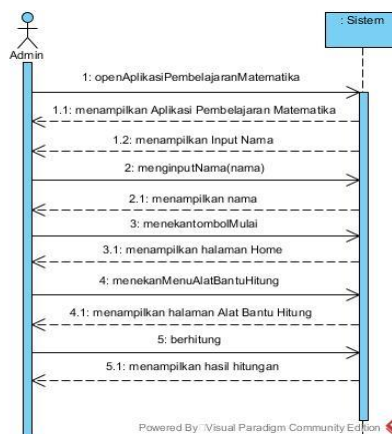 : Sistem
Admin
1: openAplikasiPembelajaranMatematika
1.1: menampilkan Aplikasi Pembelajaran Matematika
1.2: menampilkan Input Nama
2: menginputNama(nama)
2.1: menampilkan nama
3: menekantombolMulai
3.1: menampilkan halaman Home
4: menekanMenuAlatBantuHitung
4.1: menampilkan halaman Alat Bantu Hitung
5: berhitung
5.1: menampilkan hasil hitungan
Powered By Visual Paradigm Community Edition